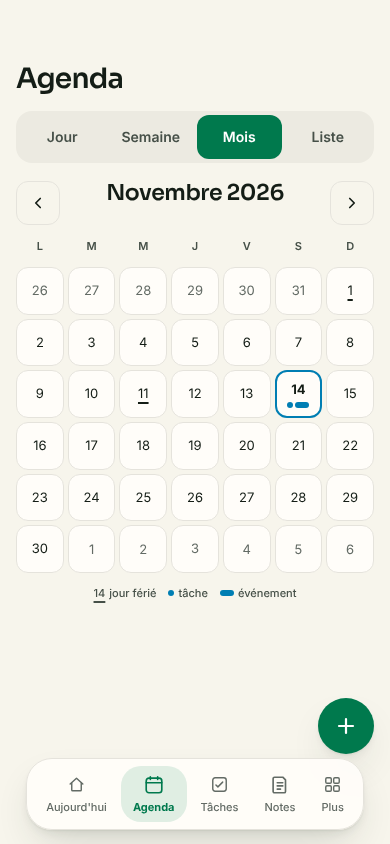 Agenda
Jour Semaine Mois Liste
Novembre 2026
L M M J V S D
26 27 28 29 30 31 1
2 3 4 5 6 7 8
9 10 11 12 13 14 15
16 17 18 19 20 21 22
23 24 25 26 27 28 29
30 1 2 3 4 5 6
14 jour férié tâche événement
Aujourd'hui Agenda Tâches Notes Plus